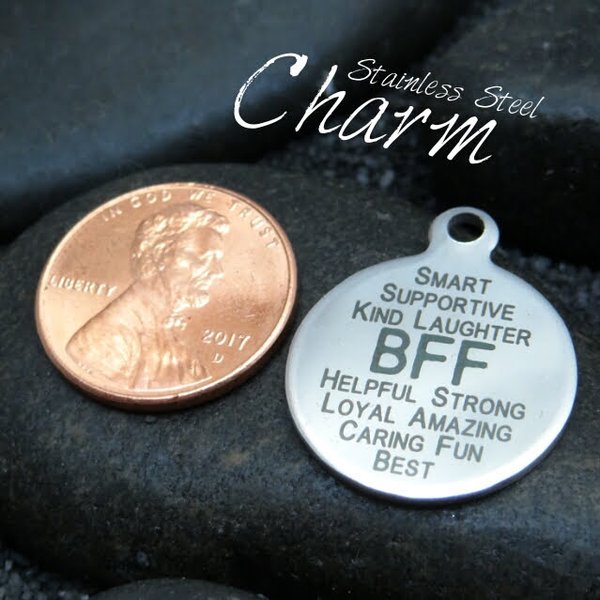 Stainless Steel
Charm
IN GOD WE TRUST
LIBERTY
2017
D
SMART
SUPPORTIVE
KIND LAUGHTER
BFF
HELPFUL STRONG
LOYAL AMAZING
CARING FUN
BEST